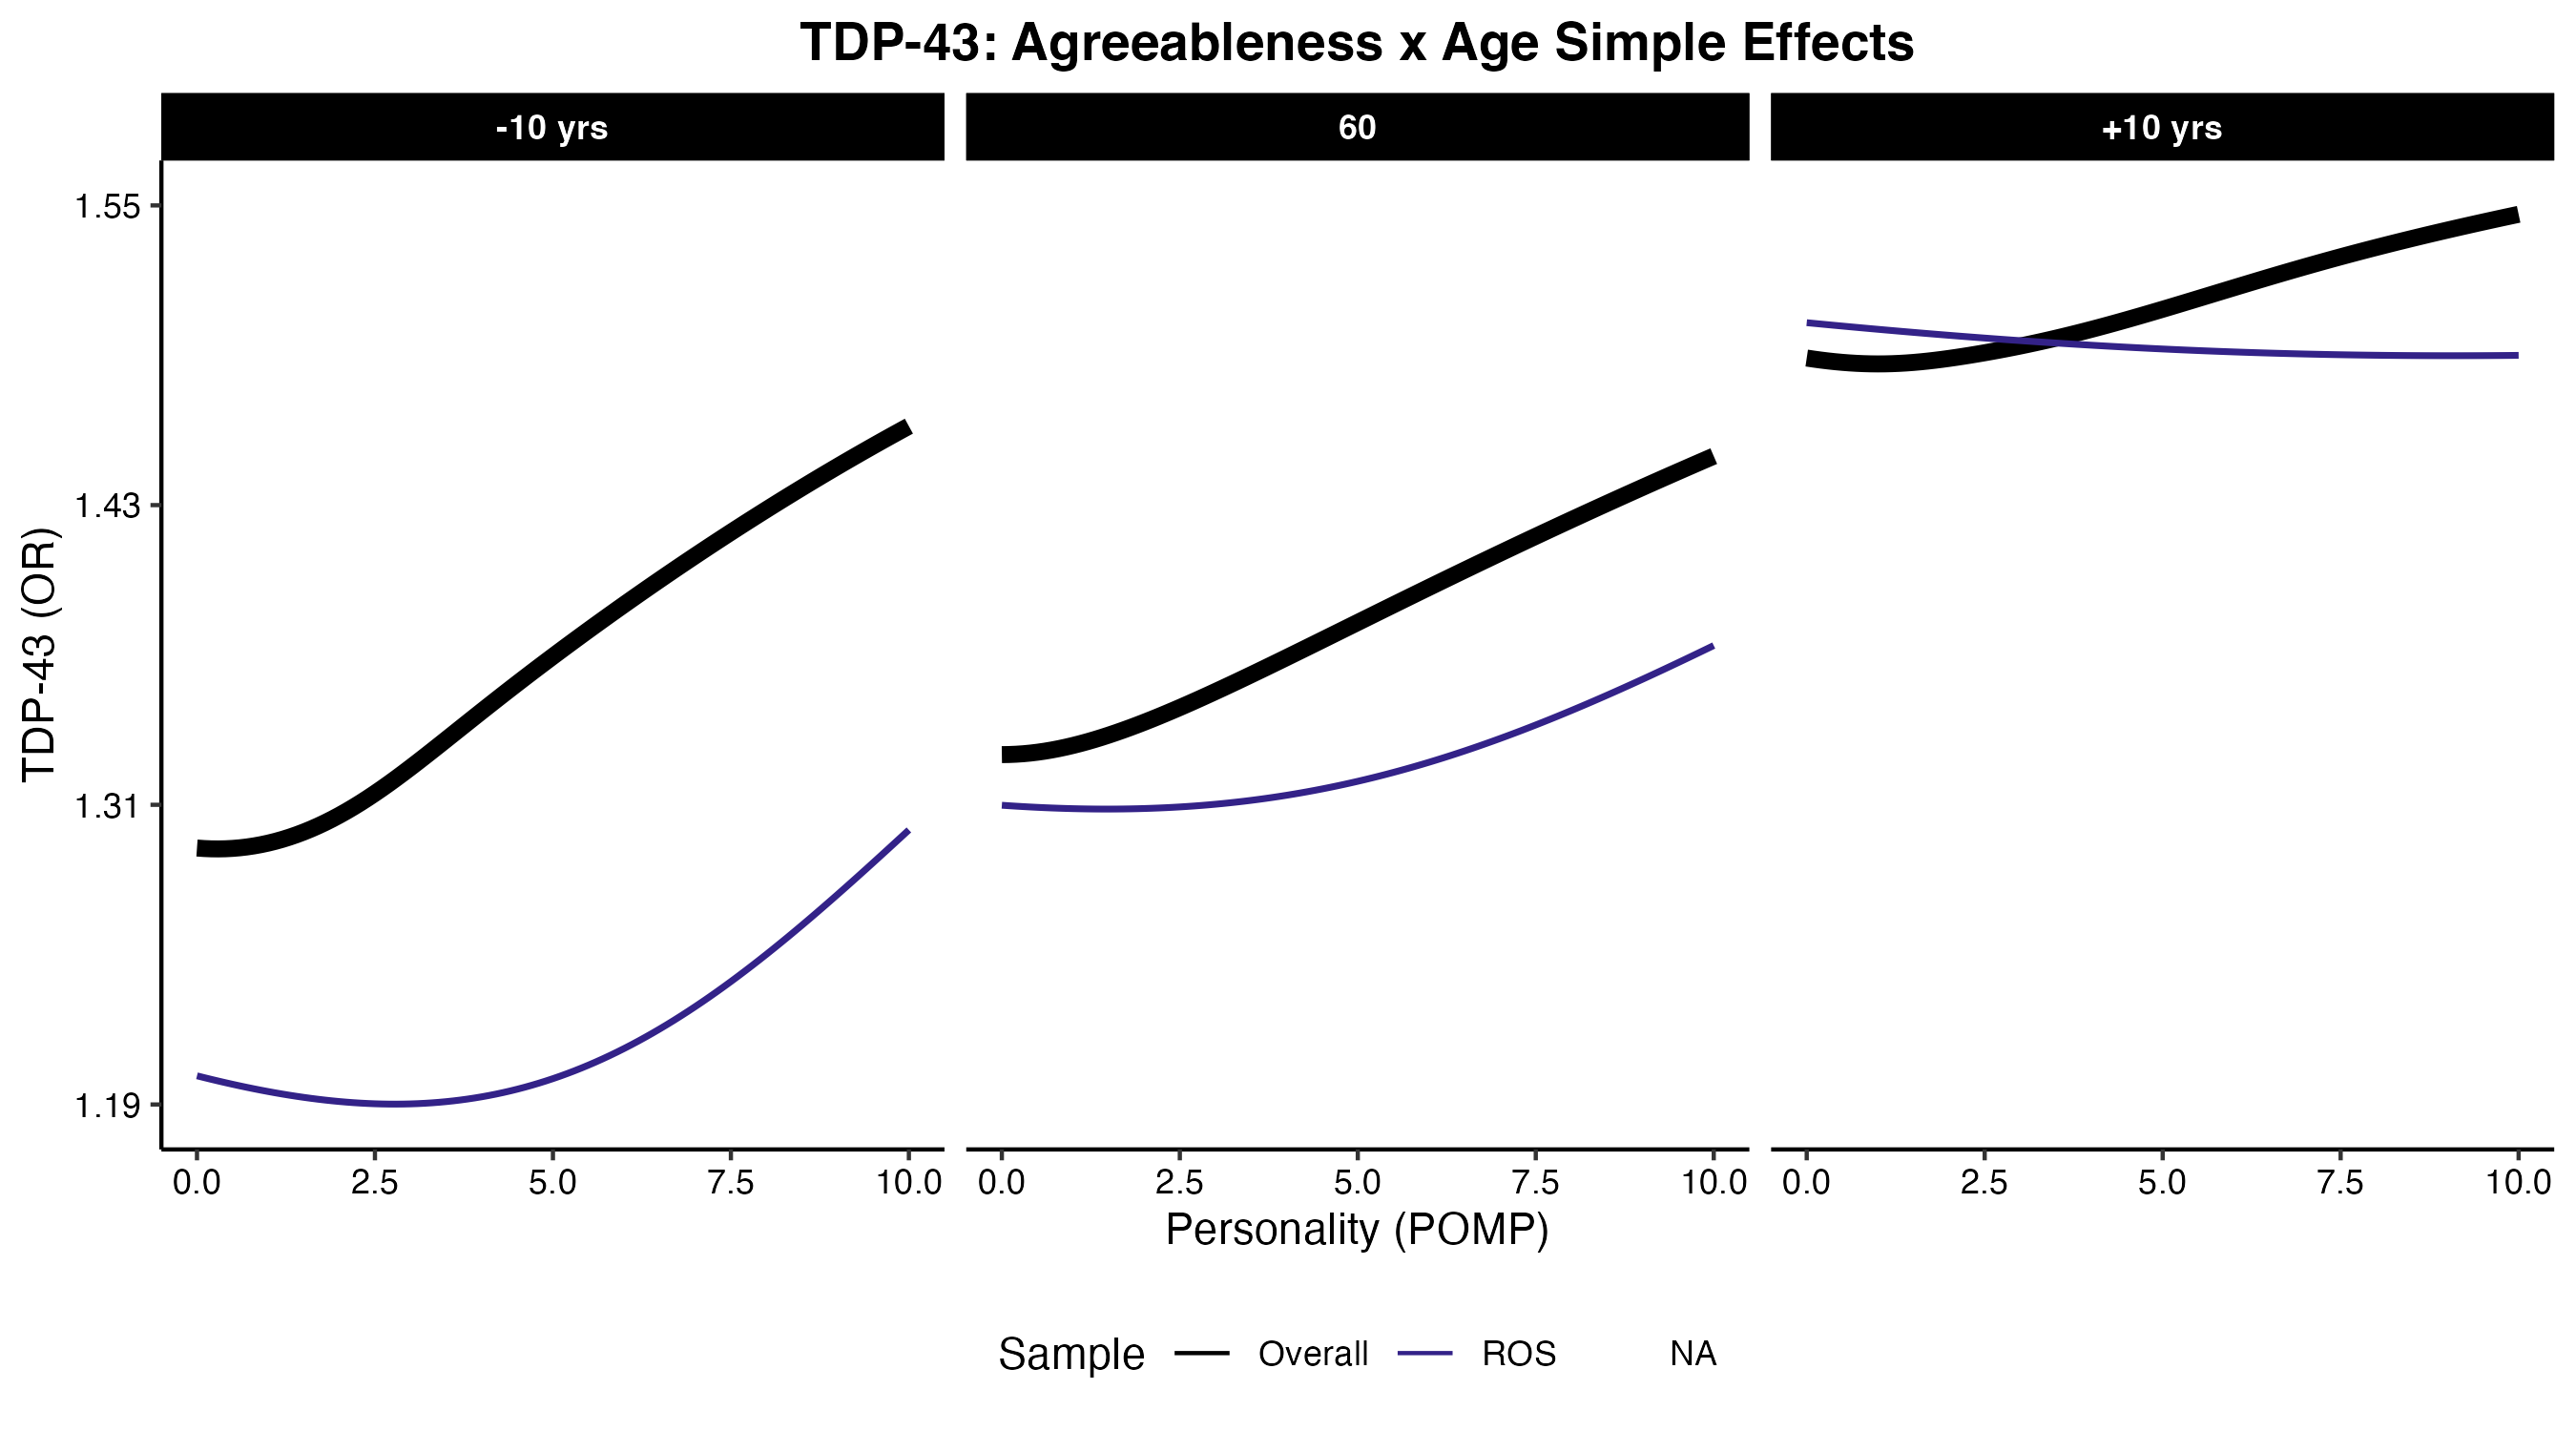 TDP-43: Agreeableness x Age Simple Effects
-10 yrs 60 +10 yrs
TDP-43 (OR)
1.55
1.43
1.31
1.19
0.0 2.5 5.0 7.5 10.0 0.0 2.5 5.0 7.5 10.0 0.0 2.5 5.0 7.5 10.0
Personality (POMP)
Sample Overall ROS NA